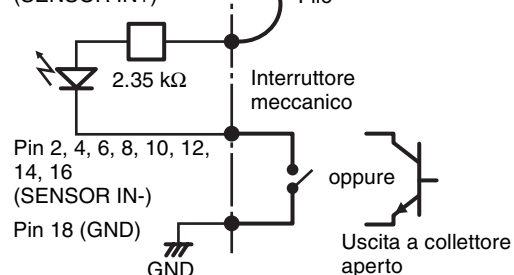 (SENSOR IN+)
Filo
2.35 kΩ
Interruttore
meccanico
Pin 2, 4, 6, 8, 10, 12,
14, 16
(SENSOR IN-)
oppure
Pin 18 (GND)
Uscita a collettore
aperto
GND